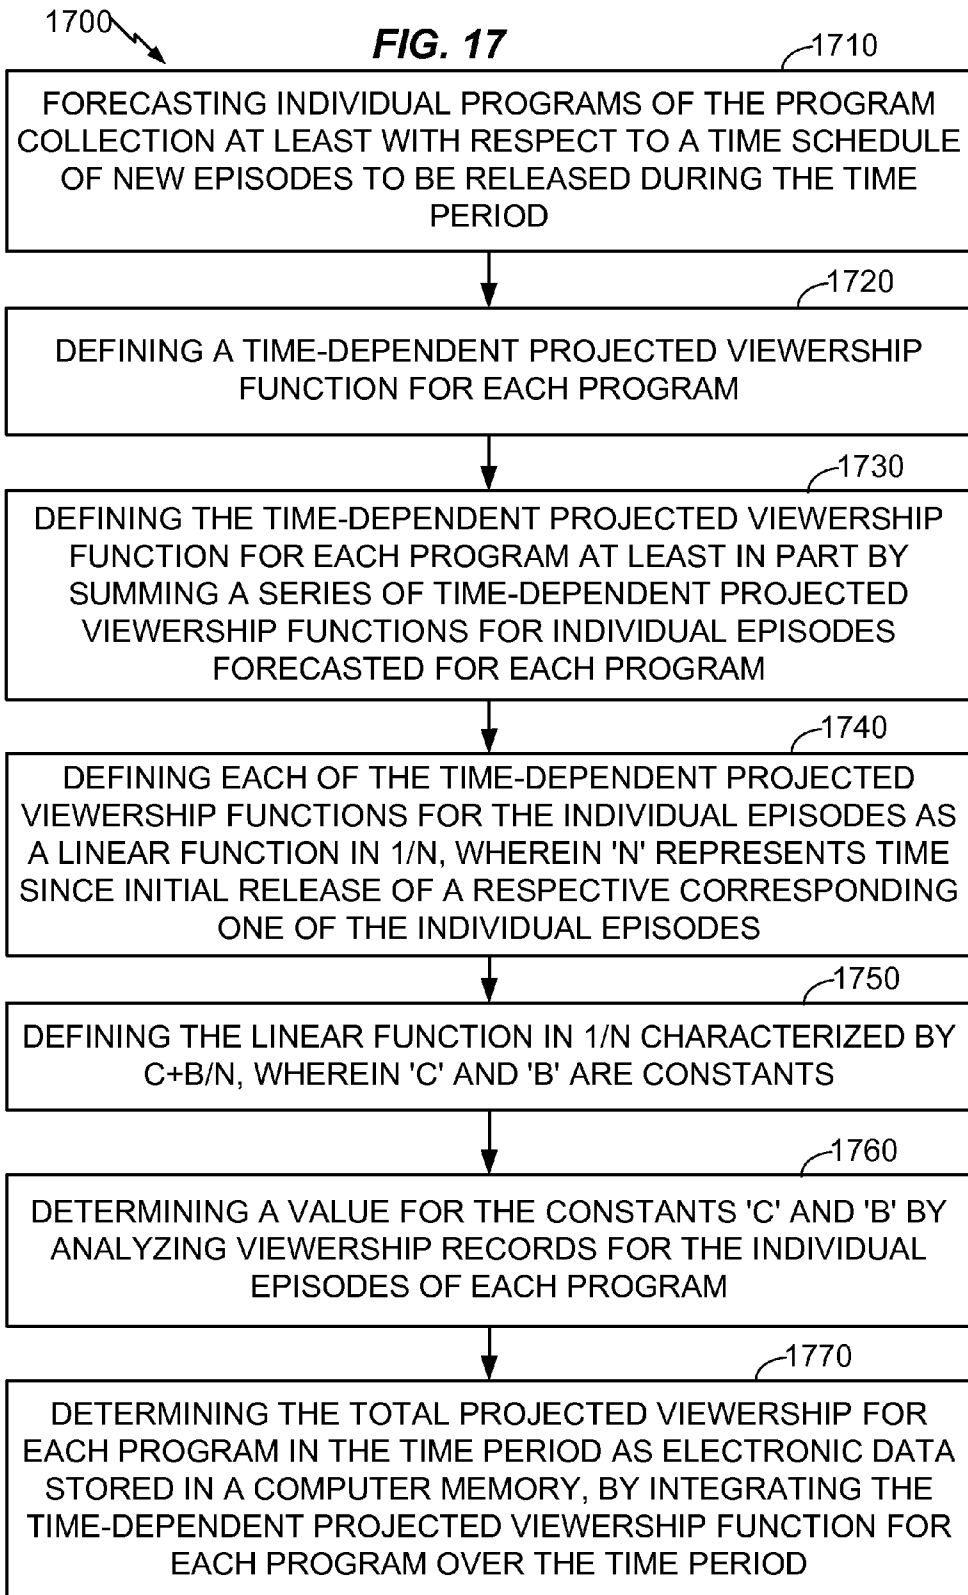 1700
FIG. 17
1710
FORECASTING INDIVIDUAL PROGRAMS OF THE PROGRAM
COLLECTION AT LEAST WITH RESPECT TO A TIME SCHEDULE
OF NEW EPISODES TO BE RELEASED DURING THE TIME
PERIOD
1720
DEFINING A TIME-DEPENDENT PROJECTED VIEWERSHIP
FUNCTION FOR EACH PROGRAM
1730
DEFINING THE TIME-DEPENDENT PROJECTED VIEWERSHIP
FUNCTION FOR EACH PROGRAM AT LEAST IN PART BY
SUMMING A SERIES OF TIME-DEPENDENT PROJECTED
VIEWERSHIP FUNCTIONS FOR INDIVIDUAL EPISODES
FORECASTED FOR EACH PROGRAM
1740
DEFINING EACH OF THE TIME-DEPENDENT PROJECTED
VIEWERSHIP FUNCTIONS FOR THE INDIVIDUAL EPISODES AS
A LINEAR FUNCTION IN 1/N, WHEREIN 'N' REPRESENTS TIME
SINCE INITIAL RELEASE OF A RESPECTIVE CORRESPONDING
ONE OF THE INDIVIDUAL EPISODES
1750
DEFINING THE LINEAR FUNCTION IN 1/N CHARACTERIZED BY
C+B/N, WHEREIN 'C' AND 'B' ARE CONSTANTS
1760
DETERMINING A VALUE FOR THE CONSTANTS 'C' AND 'B' BY
ANALYZING VIEWERSHIP RECORDS FOR THE INDIVIDUAL
EPISODES OF EACH PROGRAM
1770
DETERMINING THE TOTAL PROJECTED VIEWERSHIP FOR
EACH PROGRAM IN THE TIME PERIOD AS ELECTRONIC DATA
STORED IN A COMPUTER MEMORY, BY INTEGRATING THE
TIME-DEPENDENT PROJECTED VIEWERSHIP FUNCTION FOR
EACH PROGRAM OVER THE TIME PERIOD